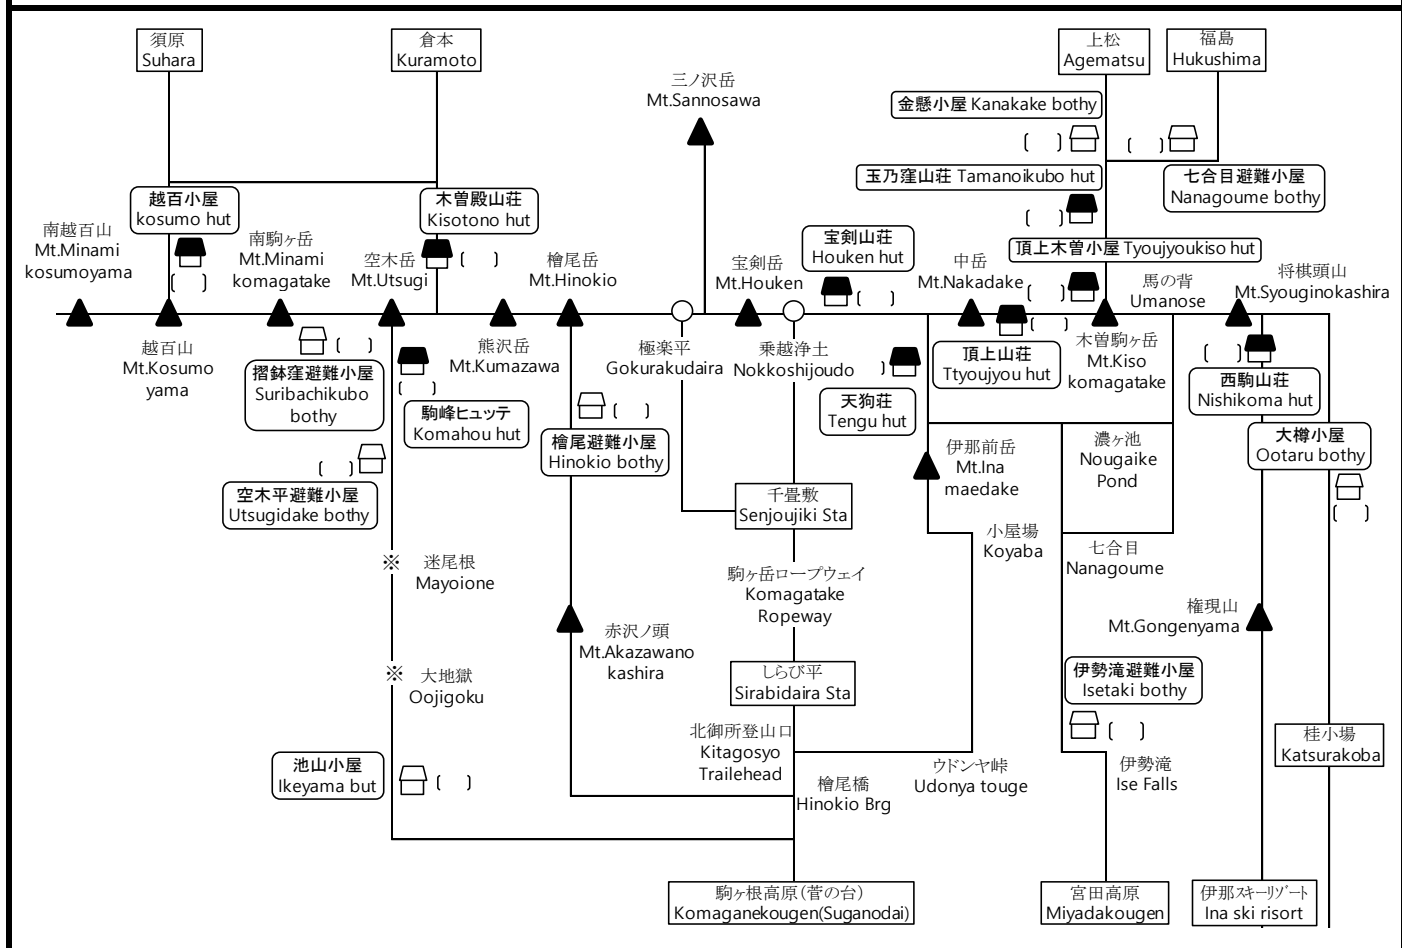 須原
Suhara
倉本
Kuramoto
上松
Agematsu
福島
Hukushima
三ノ沢岳
Mt.Sannosawa
金懸小屋 Kanakake bothy
( )
( )
玉乃窪山荘 Tamanoikubo hut
( )
七合目避難小屋
Nanagoume bothy
越百小屋
kosumo hut
( )
木曽殿山荘
Kisotono hut
( )
南越百山
Mt.Minami
kosumoyama
南駒ヶ岳
Mt.Minami
komagatake
空木岳
Mt.Utsugi
檜尾岳
Mt.Hinokio
宝剣岳
Mt.Houken
宝剣山荘
Houken hut
( )
中岳
Mt.Nakadake
頂上木曽小屋 Tyoujyoukiso hut
( )
馬の背
Umanose
将棋頭山
Mt.Syouginokashira
越百山
Mt.Kosumo
yama
( )
摺鉢窪避難小屋
Suribachikubo
bothy
( )
駒峰ヒュッテ
Komahou hut
熊沢岳
Mt.Kumazawa
極楽平
Gokurakudaira
乗越浄土
Nokkoshijoudo
( )
天狗荘
Tengu hut
( )
頂上山荘
Ttyoujyou hut
木曽駒ヶ岳
Mt.Kiso
komagatake
( )
西駒山荘
Nishikoma hut
( )
檜尾避難小屋
Hinokio bothy
( )
空木平避難小屋
Utsugidake bothy
伊那前岳
Mt.Ina
maedake
濃ヶ池
Nougaike
Pond
大樽小屋
Ootaru bothy
( )
千畳敷
Senjoujiki Sta
小屋場
Koyaba
七合目
Nanagoume
※ 迷尾根
Mayoione
駒ヶ岳ロープウェイ
Komagatake
Ropeway
権現山
Mt.Gongenyama
赤沢ノ頭
Mt.Akazawano
kashira
※ 大地獄
Oojigoku
しらび平
Sirabidaira Sta
伊勢滝避難小屋
Isetaki bothy
( )
北御所登山口
Kitagosyo
Trailehead
桂小場
Katsurakoba
池山小屋
Ikeyama but
( )
檜尾橋
Hinokio Brg
ウドンヤ峠
Udonya touge
伊勢滝
Ise Falls
駒ヶ根高原(菅の台)
Komaganekougen(Suganodai)
宮田高原
Miyadakougen
伊那スキーリゾート
Ina ski risort